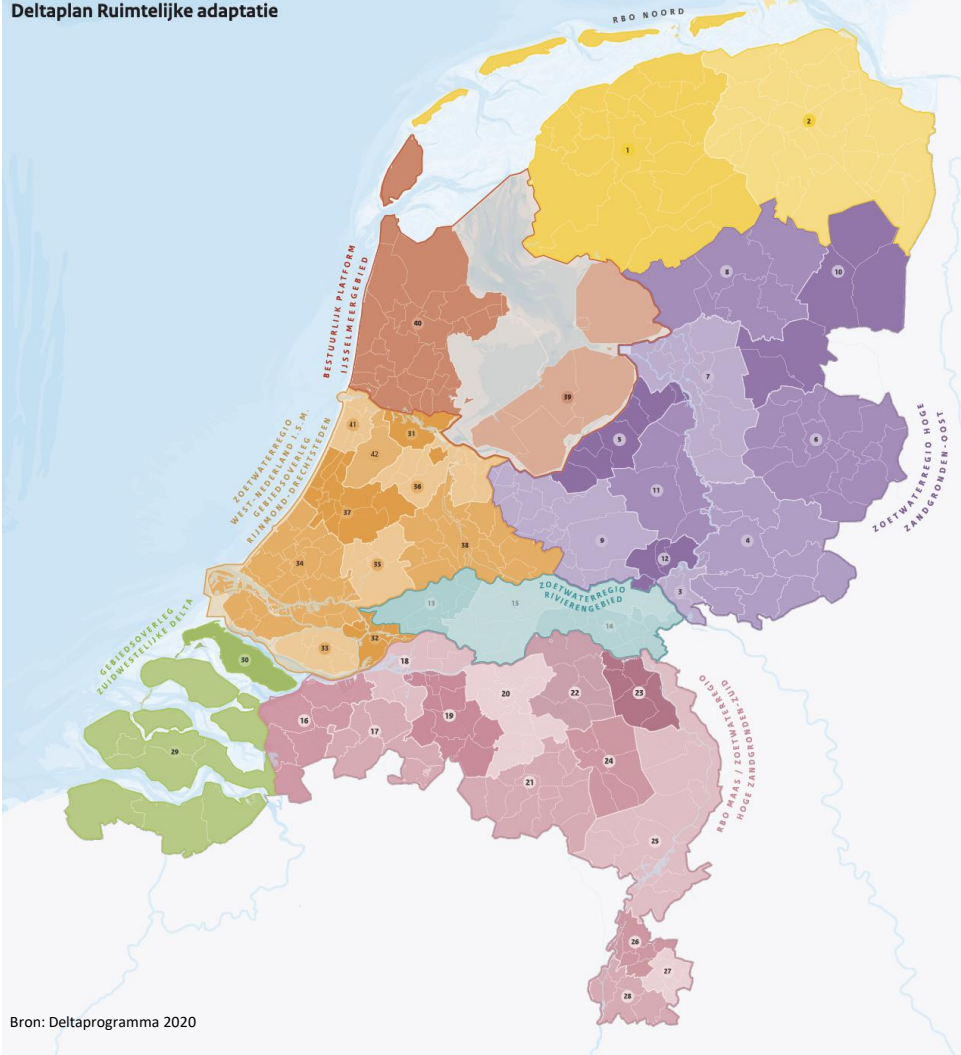 Deltaplan Ruimtelijke adaptatie
RBO NOORD
2
1
8
10
BESTUURLIJK PLATFORM
IJSSELMEERGEBIED
40
7
39
41
31
5
6
42
ZOETWATERREGIO
WEST-NEDERLAND I.S.M.
GEBIEDSOVERLEG
RIJNMOND-DRECHTSTEDEN
ZOETWATERREGIO HOGE
ZANDGRONDEN-OOST
36
11
37
38
9
4
12
34
35
3
ZOETWATERREGIO
RIVIERENGEBIED
13
15
14
GEBIEDSOVERLEG
ZUIDWESTELIJKE DELTA
32
33
30
18
16
17
19
20
22
23
RBO MAAS / ZOETWATERREGIO
HOGE ZANDGRONDEN-ZUID
29
24
21
25
26
27
28
Bron: Deltaprogramma 2020